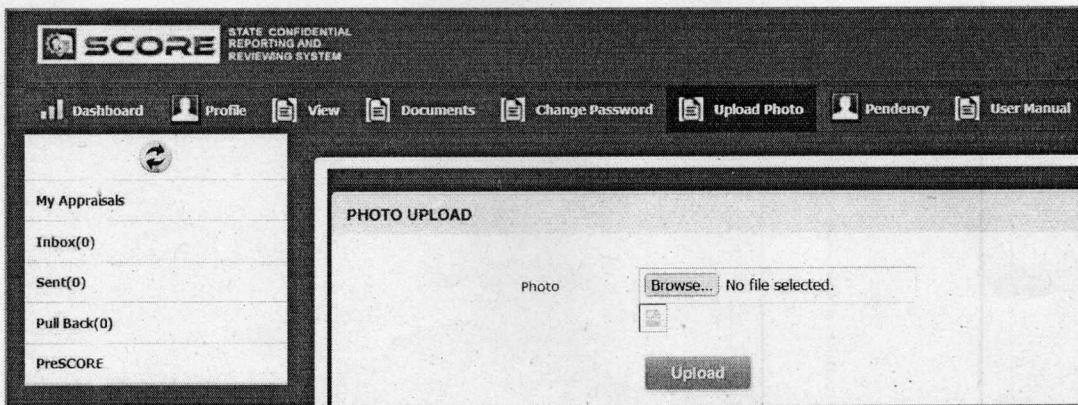 SCORE
STATE CONFIDENTIAL
REPORTING AND
REVIEWING SYSTEM
Dashboard Profile View Documents Change Password Upload Photo Pendency User Manual
My Appraisals
Inbox(0)
Sent(0)
Pull Back(0)
PreSCORE
PHOTO UPLOAD
Photo Browse... No file selected.
Upload